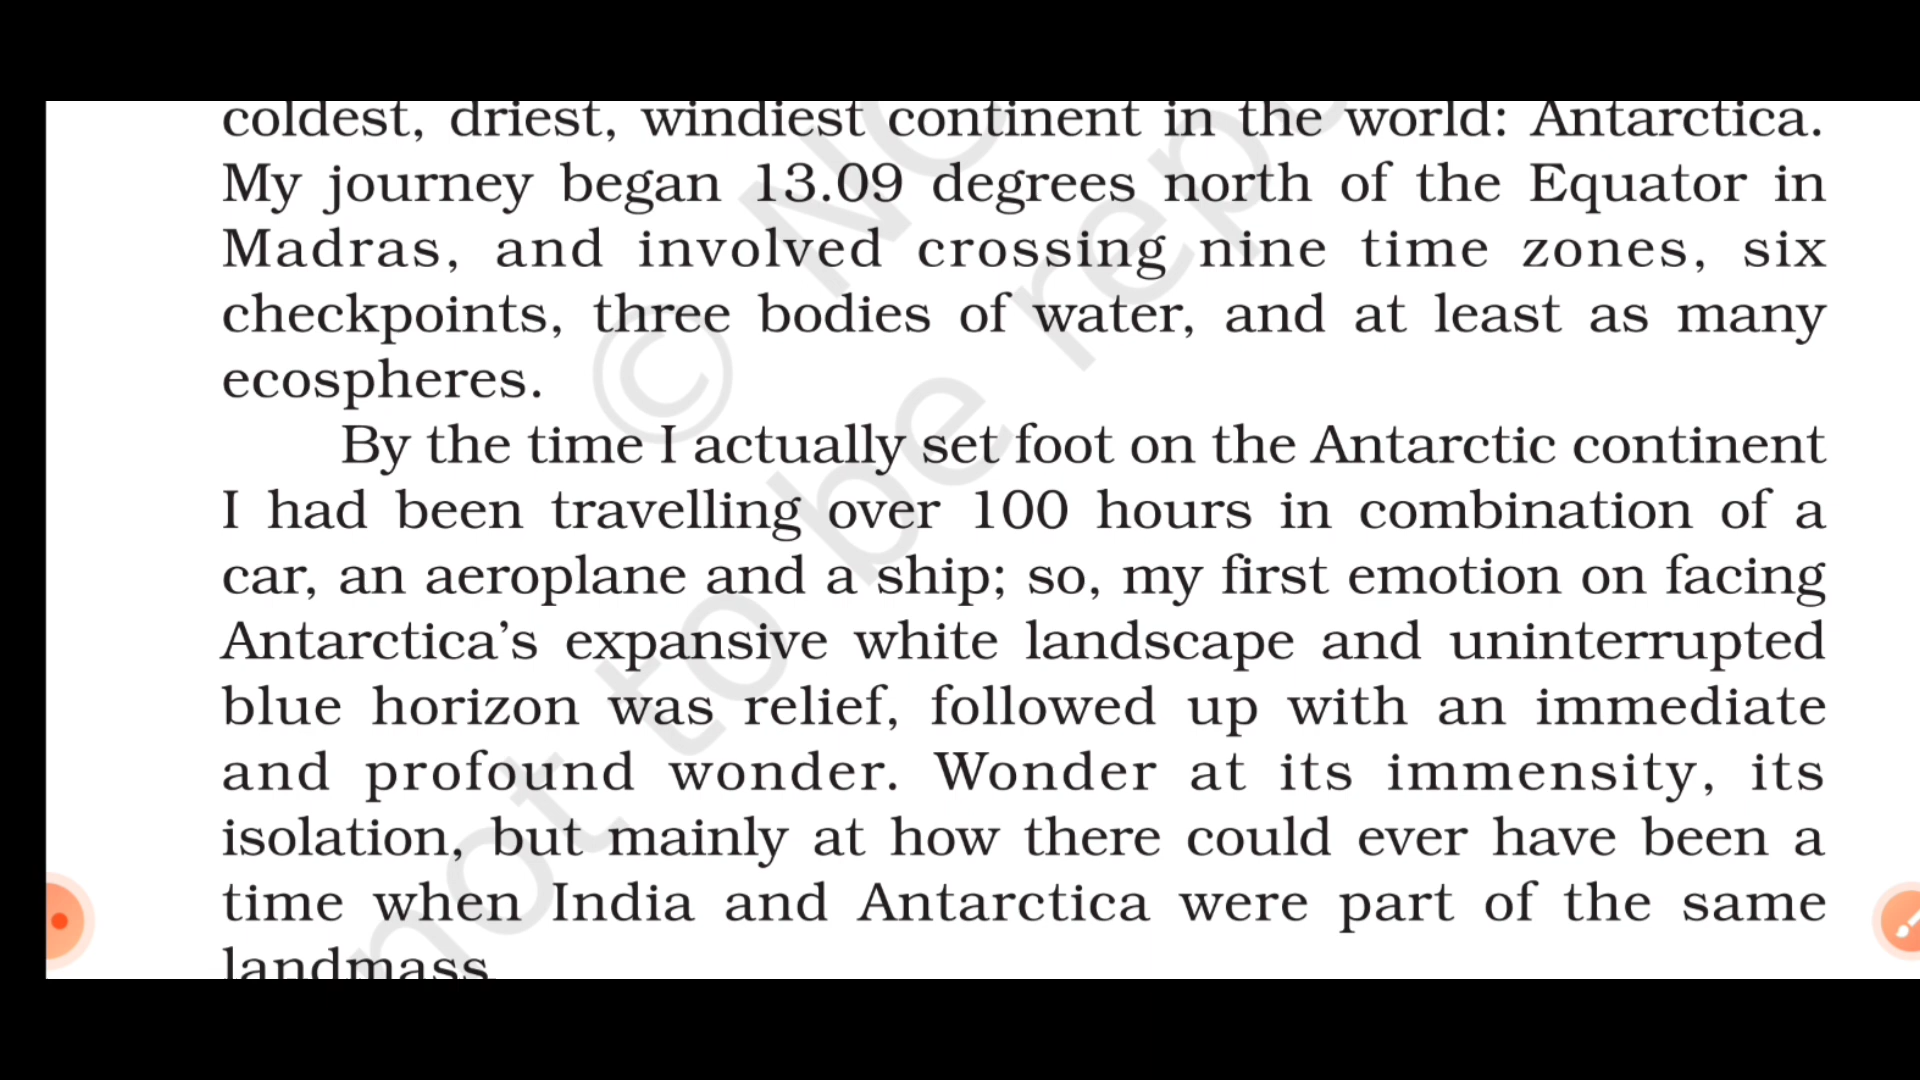 coldest, driest, windiest continent in the world: Antarctica.
My journey began 13.09 degrees north of the Equator in
Madras, and involved crossing nine time zones, six
checkpoints, three bodies of water, and at least as many
ecospheres.
By the time I actually set foot on the Antarctic continent
I had been travelling over 100 hours in combination of a
car, an aeroplane and a ship; so, my first emotion on facing
Antarctica's expansive white landscape and uninterrupted
blue horizon was relief, followed up with an immediate
and profound wonder. Wonder at its immensity, its
isolation, but mainly at how there could ever have been a
time when India and Antarctica were part of the same
landmass.
© NC
not to be rep